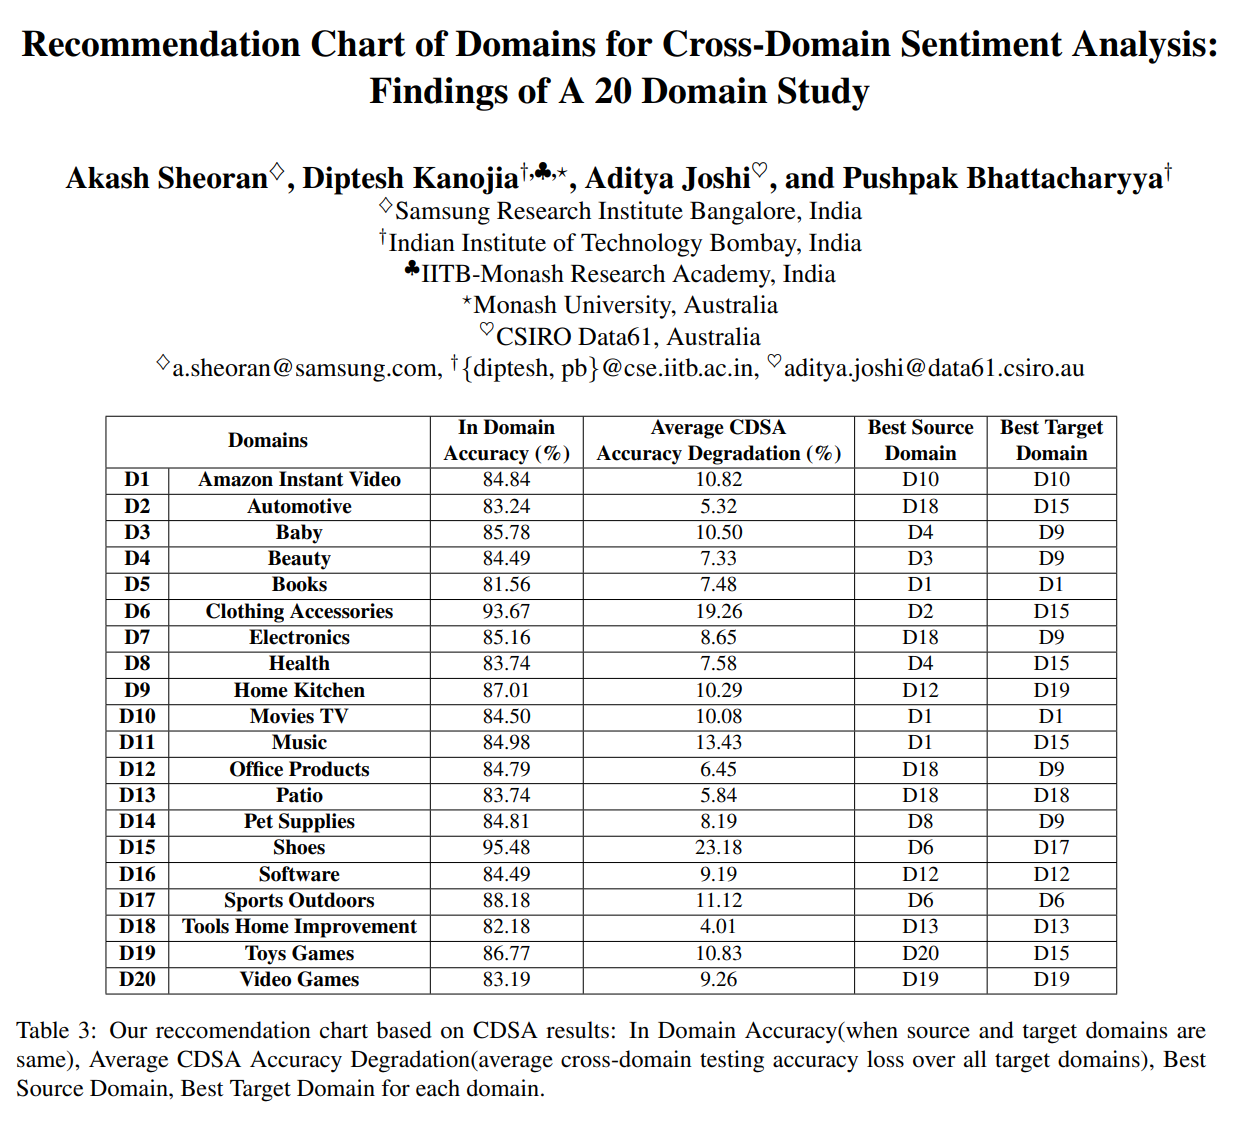 Recommendation Chart of Domains for Cross-Domain Sentiment Analysis:
Findings of A 20 Domain Study
Akash Sheoran♢, Diptesh Kanojia†,♣,⋆, Aditya Joshi♡, and Pushpak Bhattacharyya†
♢Samsung Research Institute Bangalore, India
†Indian Institute of Technology Bombay, India
♣IITB-Monash Research Academy, India
⋆Monash University, Australia
♡CSIRO Data61, Australia
♢a.sheoran@samsung.com, †{diptesh, pb}@cse.iitb.ac.in, ♡aditya.joshi@data61.csiro.au
Domains In Domain Accuracy (%) Average CDSA Accuracy Degradation (%) Best Source Domain Best Target Domain
D1 Amazon Instant Video 84.84 10.82 D10 D10
D2 Automotive 83.24 5.32 D18 D15
D3 Baby 85.78 10.50 D4 D9
D4 Beauty 84.49 7.33 D3 D9
D5 Books 81.56 7.48 D1 D1
D6 Clothing Accessories 93.67 19.26 D2 D15
D7 Electronics 85.16 8.65 D18 D9
D8 Health 83.74 7.58 D4 D15
D9 Home Kitchen 87.01 10.29 D12 D19
D10 Movies TV 84.50 10.08 D1 D1
D11 Music 84.98 13.43 D1 D15
D12 Office Products 84.79 6.45 D18 D9
D13 Patio 83.74 5.84 D18 D18
D14 Pet Supplies 84.81 8.19 D8 D9
D15 Shoes 95.48 23.18 D6 D17
D16 Software 84.49 9.19 D12 D12
D17 Sports Outdoors 88.18 11.12 D6 D6
D18 Tools Home Improvement 82.18 4.01 D13 D13
D19 Toys Games 86.77 10.83 D20 D15
D20 Video Games 83.19 9.26 D19 D19
Table 3: Our reccomendation chart based on CDSA results: In Domain Accuracy(when source and target domains are
same), Average CDSA Accuracy Degradation(average cross-domain testing accuracy loss over all target domains), Best
Source Domain, Best Target Domain for each domain.